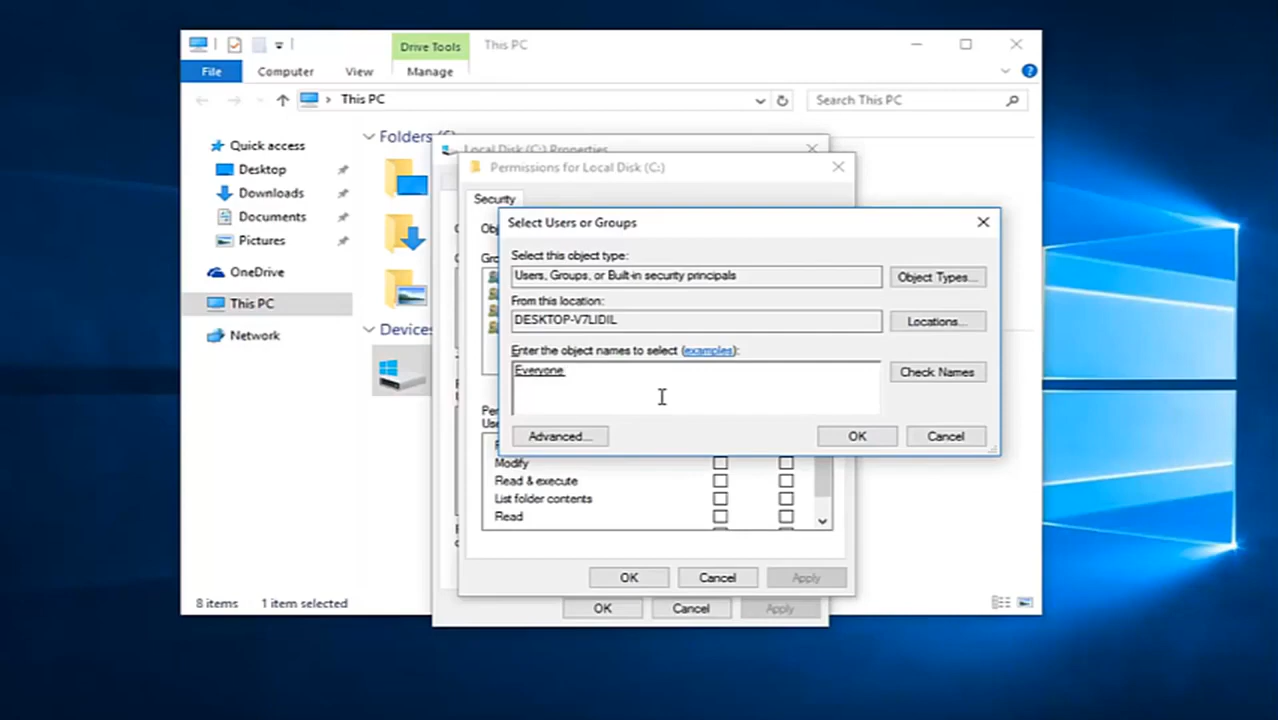 Drive Tools
This PC
File
Computer
View
Manage
This PC
Search This PC
Quick access
Desktop
Downloads
Documents
Pictures
OneDrive
This PC
Network
Folders
Devices
Local Disk (C:) Properties
Permissions for Local Disk (C:)
Security
Select Users or Groups
Select this object type:
Users, Groups, or Built-in security principals
Object Types...
From this location:
DESKTOP-V7LIDIL
Locations...
Enter the object names to select (examples):
Everyone
Check Names
Advanced...
OK
Cancel
Modify
Read & execute
List folder contents
Read
OK
Cancel
Apply
OK
Cancel
Apply
8 items
1 item selected